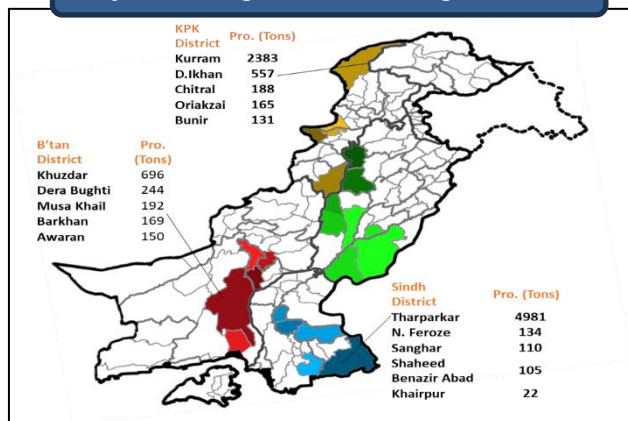 KPK District Pro. (Tons)
Kurram 2383
D.Ikhan 557
Chitral 188
Oriakzai 165
Bunir 131
B'tan District Pro. (Tons)
Khuzdar 696
Dera Bughti 244
Musa Khail 192
Barkhan 169
Awaran 150
Sindh District Pro. (Tons)
Tharparkar 4981
N. Feroze 134
Sanghar 110
Shaheed Benazir Abad 105
Khairpur 22